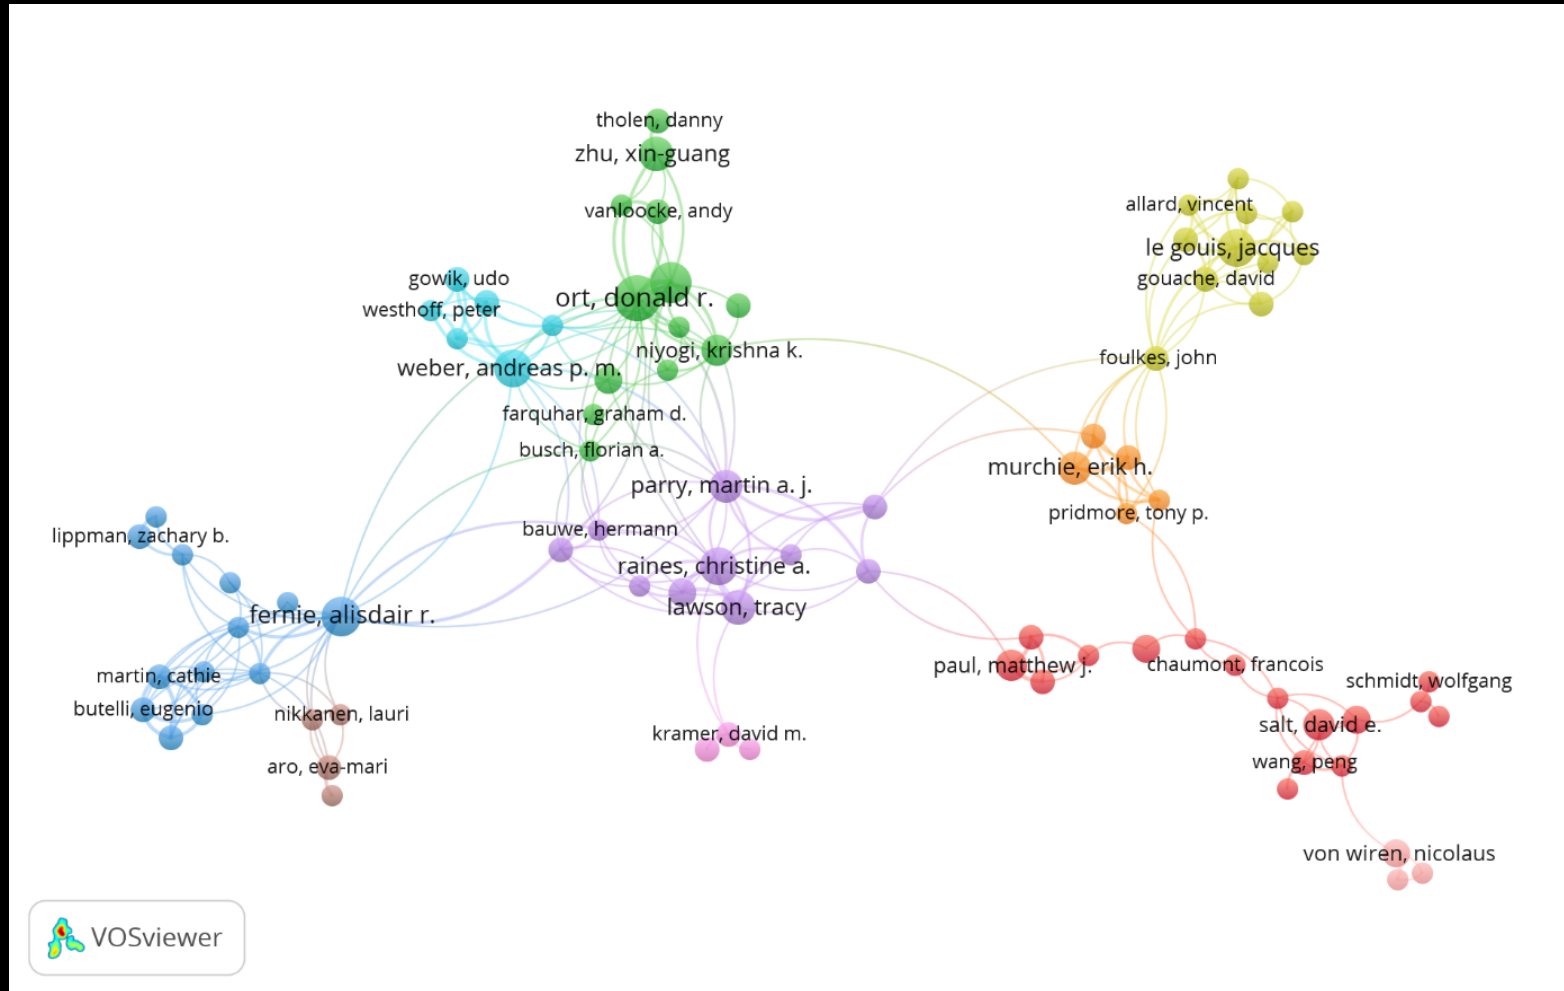 tholen, danny
zhu, xin-guang
vanloocke, andy
allard, vincent
le gouis, jacques
gouache, david
gowik, udo
westhoff, peter
ort, donald r.
niyogi, krishna k.
foulkes, john
weber, andreas p. m.
farquhar, graham d.
busch, florian a.
murchie, erik h.
parry, martin a. j.
pridmore, tony p.
bauwe, hermann
lippman, zachary b.
raines, christine a.
lawson, tracy
fernie, alisdair r.
paul, matthew j.
chaumont, francois
martin, cathie
schmidt, wolfgang
butelli, eugenio
nikkanen, lauri
salt, david e.
kramer, david m.
aro, eva-mari
wang, peng
von wiren, nicolaus
VOSviewer